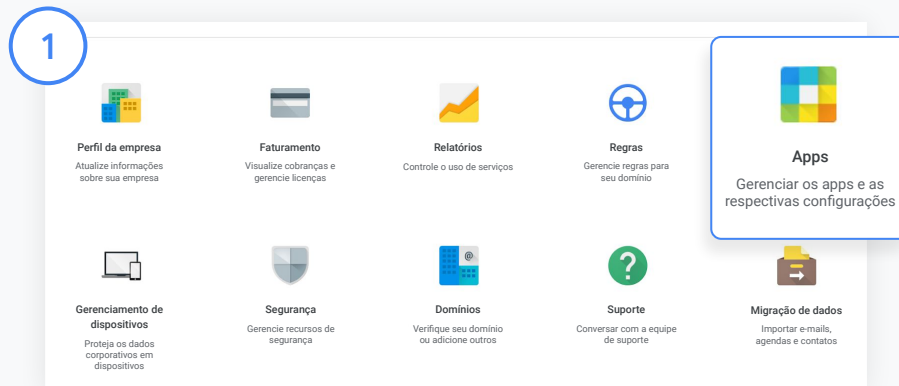 1
Perfil da empresa
Atualize informações
sobre sua empresa
Faturamento
Visualize cobranças e
gerencie licenças
Relatórios
Controle o uso de serviços
Regras
Gerencie regras para
seu domínio
Apps
Gerenciar os apps e as
respectivas configurações
Gerenciamento de
dispositivos
Proteja os dados
corporativos em
dispositivos
Segurança
Gerencie recursos de
segurança
@
Domínios
Verifique seu domínio
ou adicione outros
?
Suporte
Conversar com a equipe
de suporte
Migração de dados
Importar e-mails,
agendas e contatos